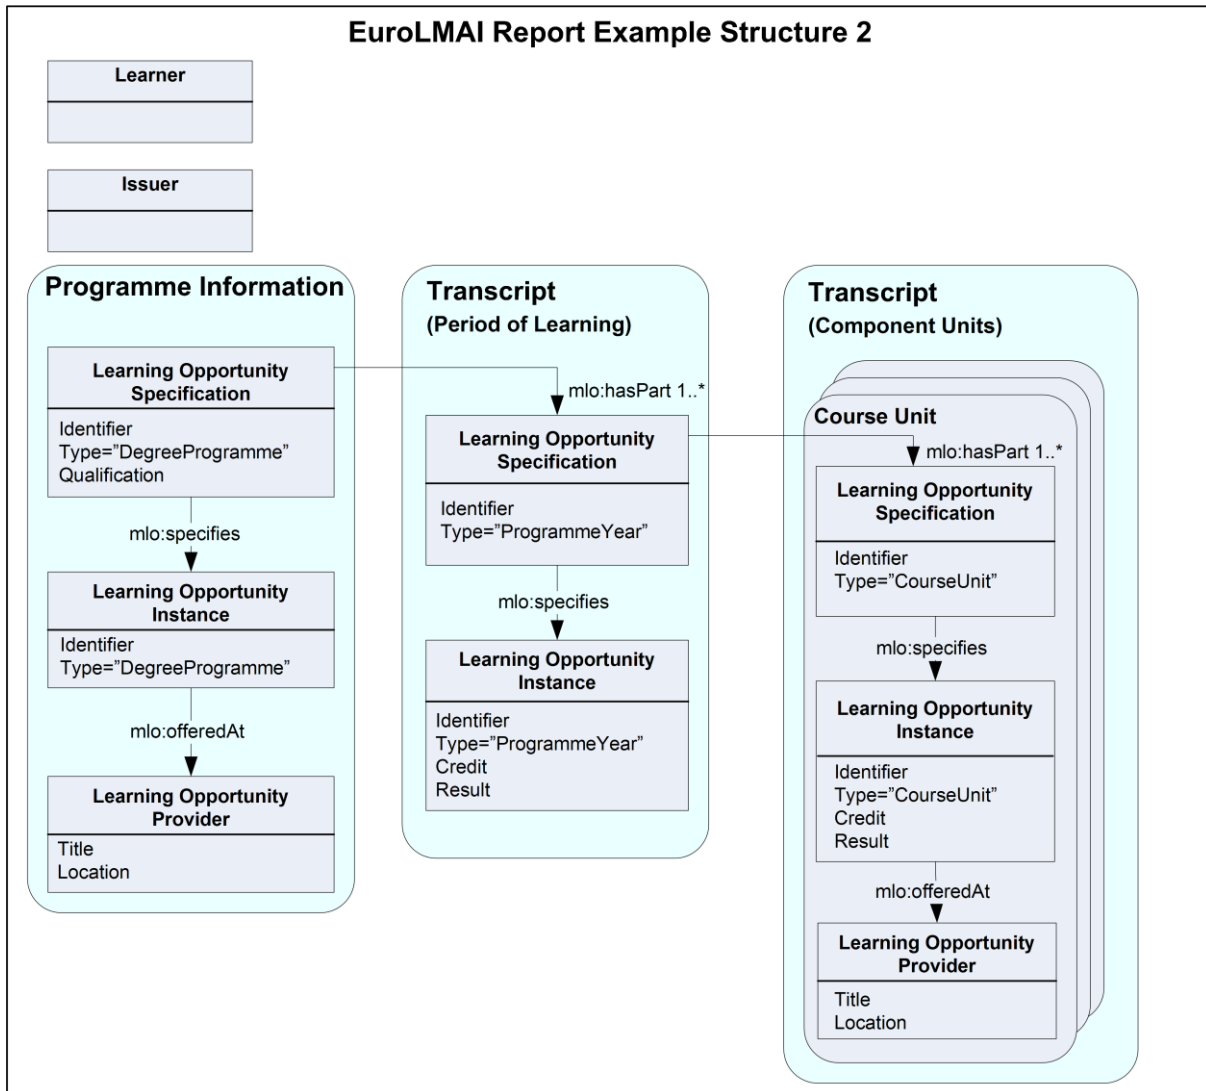 EuroLMAI Report Example Structure 2
Learner
Issuer
Programme Information
Learning Opportunity
Specification
Identifier
Type=”DegreeProgramme”
Qualification
mlo:specifies
Learning Opportunity
Instance
Identifier
Type=”DegreeProgramme”
mlo:offeredAt
Learning Opportunity
Provider
Title
Location
Transcript
(Period of Learning)
mlo:hasPart 1..*
Learning Opportunity
Specification
Identifier
Type=”ProgrammeYear”
mlo:specifies
Learning Opportunity
Instance
Identifier
Type=”ProgrammeYear”
Credit
Result
Transcript
(Component Units)
Course Unit
mlo:hasPart 1..*
Learning Opportunity
Specification
Identifier
Type=”CourseUnit”
mlo:specifies
Learning Opportunity
Instance
Identifier
Type=”CourseUnit”
Credit
Result
mlo:offeredAt
Learning Opportunity
Provider
Title
Location